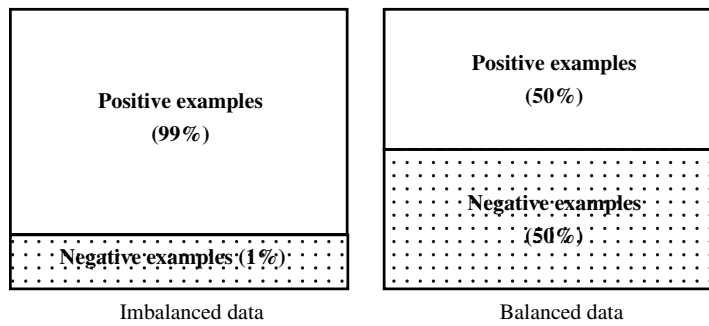 Positive examples
(99%)
Negative examples (1%)
Imbalanced data
Positive examples
(50%)
Negative examples
(50%)
Balanced data